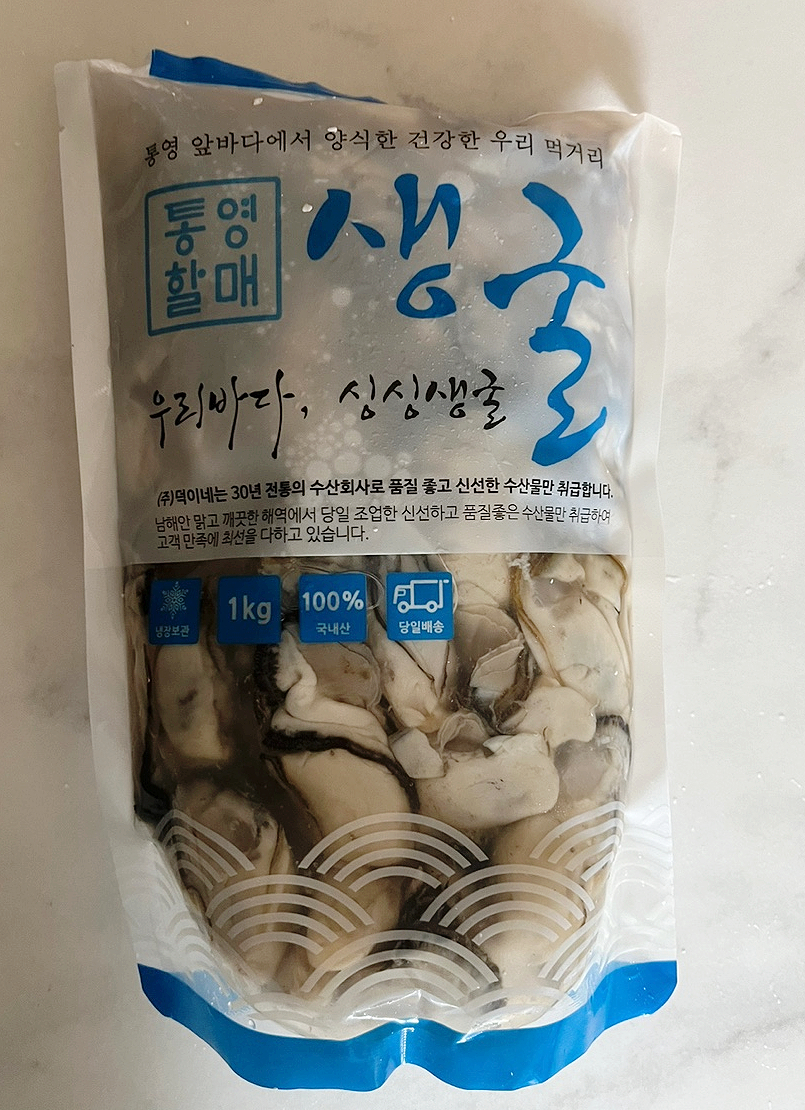 통영 앞바다에서 양식한 건강한 우리 먹거리
통영
할매
생굴
우리바다, 싱싱생굴
(주)덕이네는 30년 전통의 수산회사로 품질 좋고 신선한 수산물만 취급합니다.
남해안 맑고 깨끗한 해역에서 당일 조업한 신선하고 품질좋은 수산물만 취급하여
고객 만족에 최선을 다하고 있습니다.
냉장보관
1kg
100%
국내산
당일배송